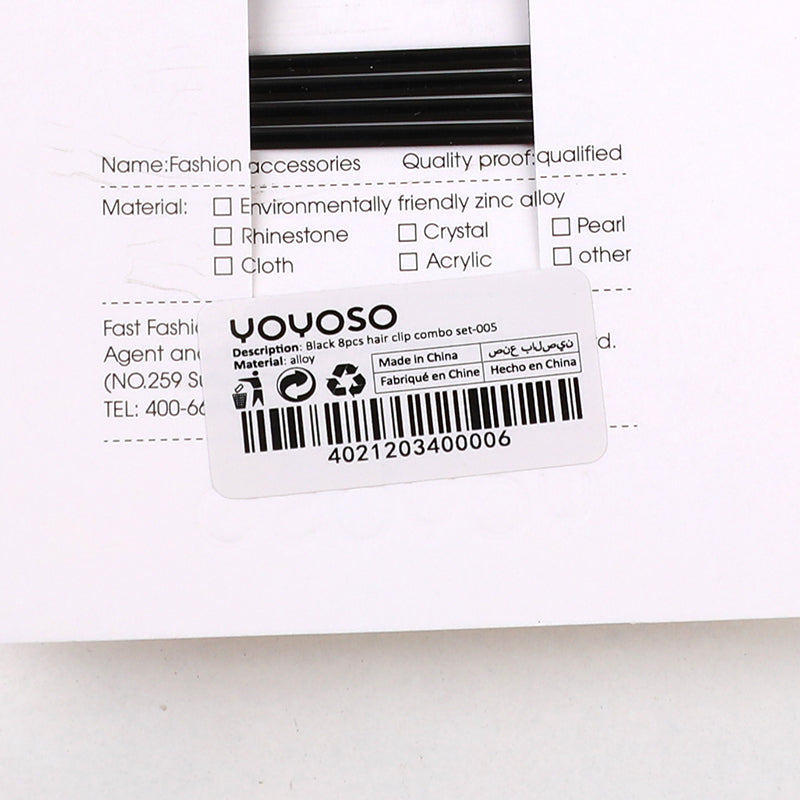 Name:Fashion accessories Quality proof:qualified
Material: Environmentally friendly zinc alloy
Rhinestone Crystal Pearl
Cloth Acrylic other
Fast Fashi
Agent an d.
(NO.259 S
TEL: 400-6
YOYOSO
Description: Black 8pcs hair clip combo set-005
Material: alloy
Made in China صنع بالصين
Fabriqué en Chine Hecho en China
4021203400006